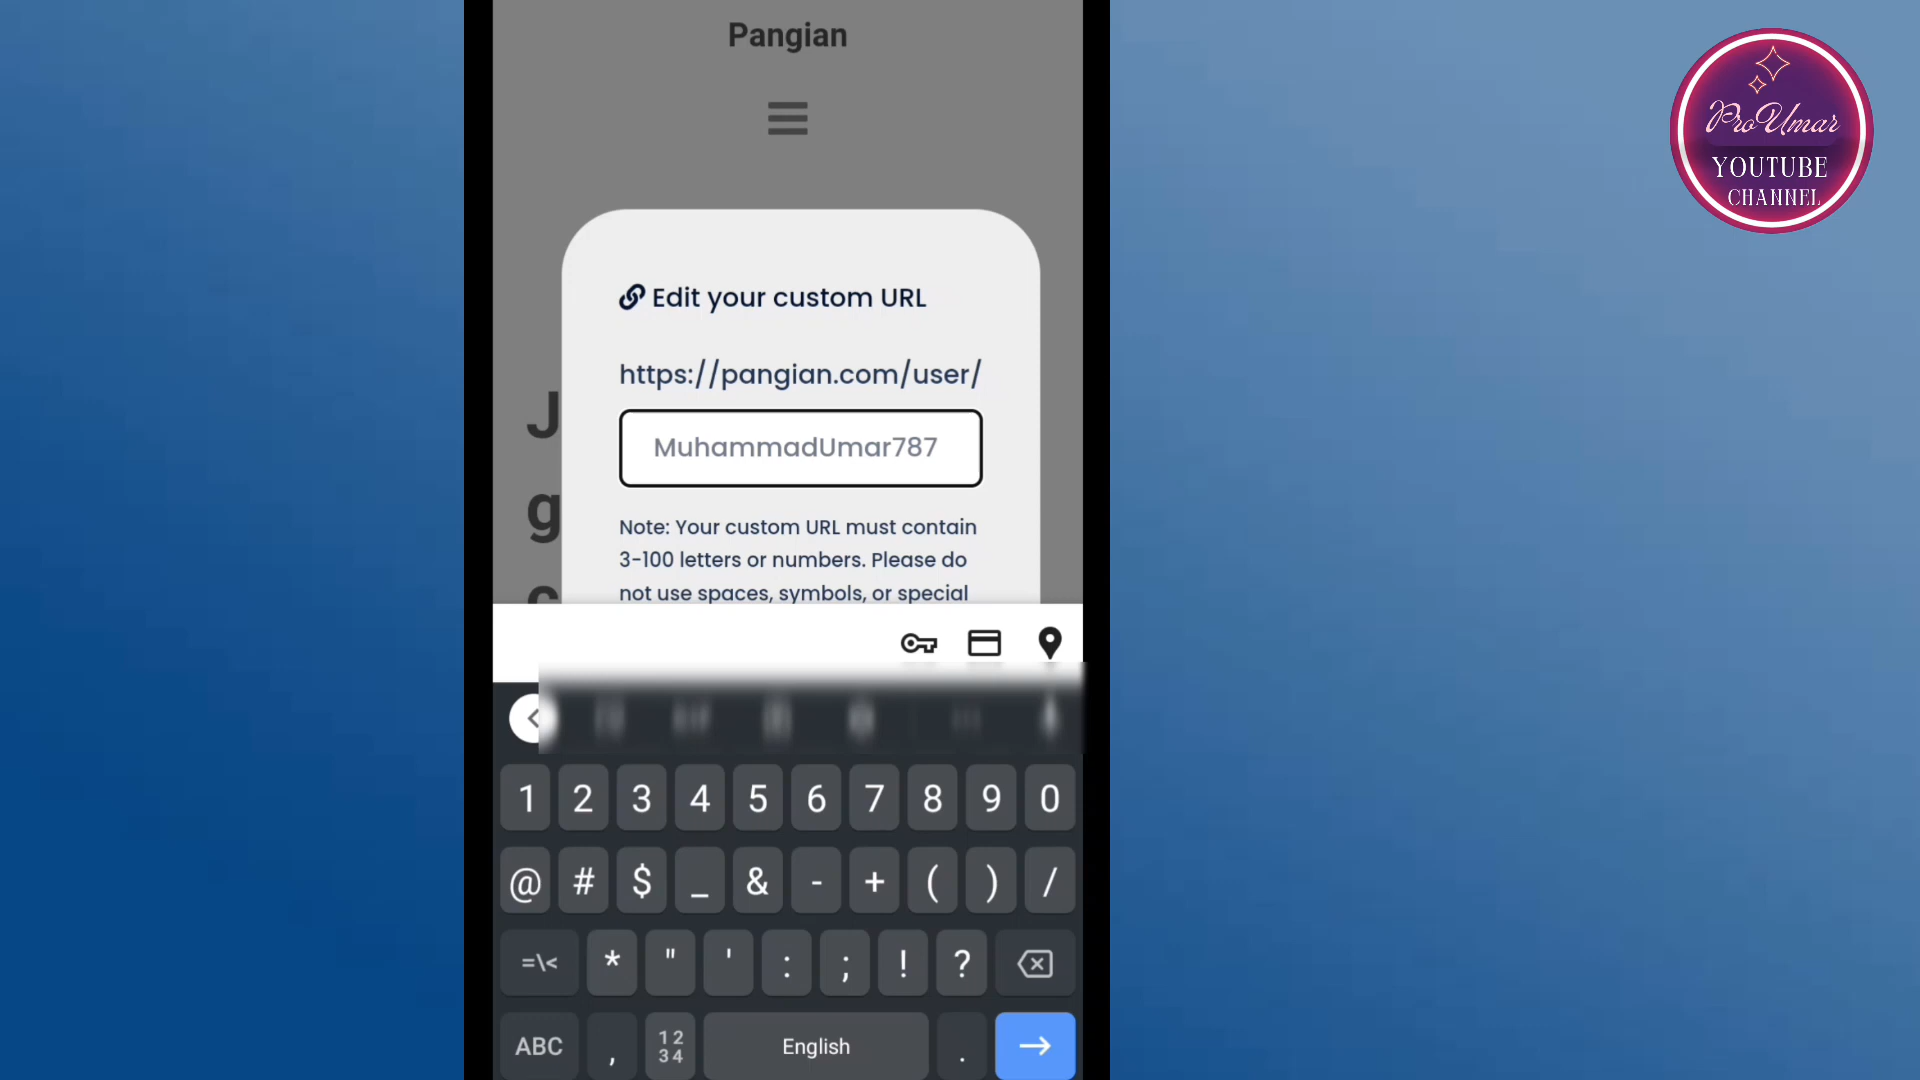 Pangian
ProUmar
YOUTUBE
CHANNEL
Edit your custom URL
https://pangian.com/user/
J
MuhammadUmar787
g
Note: Your custom URL must contain
3-100 letters or numbers. Please do
not use spaces, symbols, or special
1 2 3 4 5 6 7 8 9 0
@ # $ _ & - + ( ) /
=\< * " ' : ; ! ?
ABC , 12 English .
34